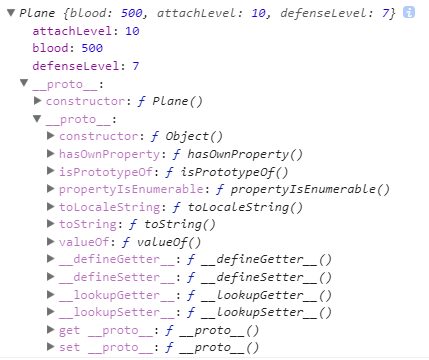 ▼ Plane {blood: 500, attachLevel: 10, defenseLevel: 7} i
attachLevel: 10
blood: 500
defenseLevel: 7
▼ __proto__:
▶ constructor: ƒ Plane()
▼ __proto__:
▶ constructor: ƒ Object()
▶ hasOwnProperty: ƒ hasOwnProperty()
▶ isPrototypeOf: ƒ isPrototypeOf()
▶ propertyIsEnumerable: ƒ propertyIsEnumerable()
▶ toLocaleString: ƒ toLocaleString()
▶ toString: ƒ toString()
▶ valueOf: ƒ valueOf()
▶ __defineGetter__: ƒ __defineGetter__()
▶ __defineSetter__: ƒ __defineSetter__()
▶ __lookupGetter__: ƒ __lookupGetter__()
▶ __lookupSetter__: ƒ __lookupSetter__()
▶ get __proto__: ƒ __proto__()
▶ set __proto__: ƒ __proto__()